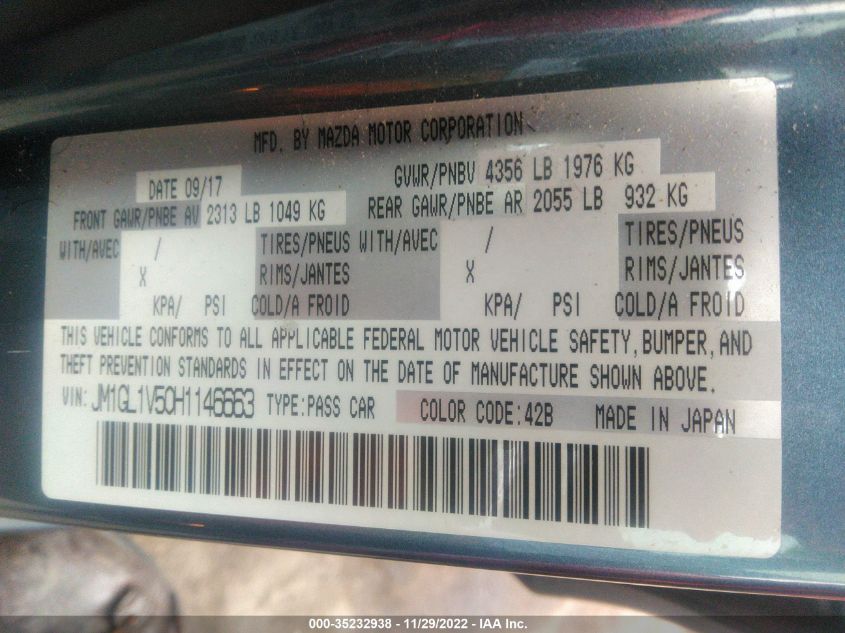 MFD. BY MAZDA MOTOR CORPORATION
DATE 09/17 GVWR/PNBV 4356 LB 1976 KG
FRONT GAWR/PNBE AV 2313 LB 1049 KG REAR GAWR/PNBE AR 2055 LB 932 KG
WITH/AVEC / TIRES/PNEUS WITH/AVEC / TIRES/PNEUS
X RIMS/JANTES X RIMS/JANTES
KPA/ PSI COLD/A FROID KPA/ PSI COLD/A FROID
THIS VEHICLE CONFORMS TO ALL APPLICABLE FEDERAL MOTOR VEHICLE SAFETY, BUMPER, AND
THEFT PREVENTION STANDARDS IN EFFECT ON THE DATE OF MANUFACTURE SHOWN ABOVE.
VIN: JM1GL1V50H1146663 TYPE:PASS CAR COLOR CODE:42B MADE IN JAPAN
000-35232938 - 11/29/2022 - IAA Inc.